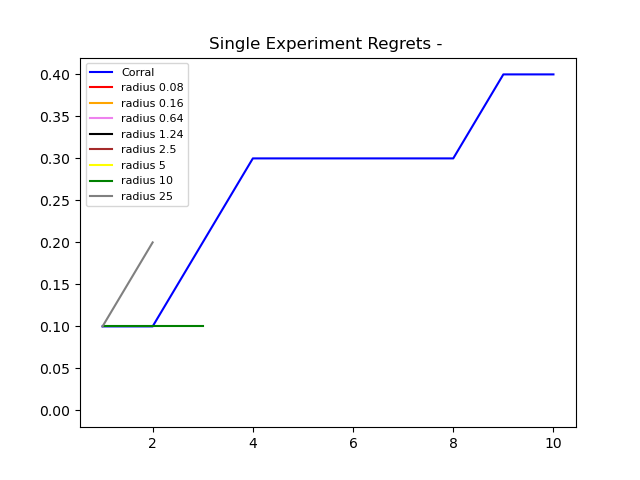 Single Experiment Regrets -
0.40
0.35
0.30
0.25
0.20
0.15
0.10
0.05
0.00
Corral
radius 0.08
radius 0.16
radius 0.64
radius 1.24
radius 2.5
radius 5
radius 10
radius 25
2 4 6 8 10